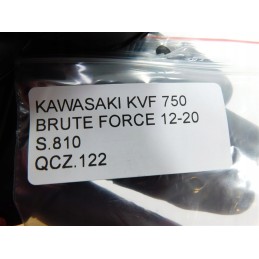 KAWASAKI KVF 750
BRUTE FORCE 12-20
S.810
QCZ.122